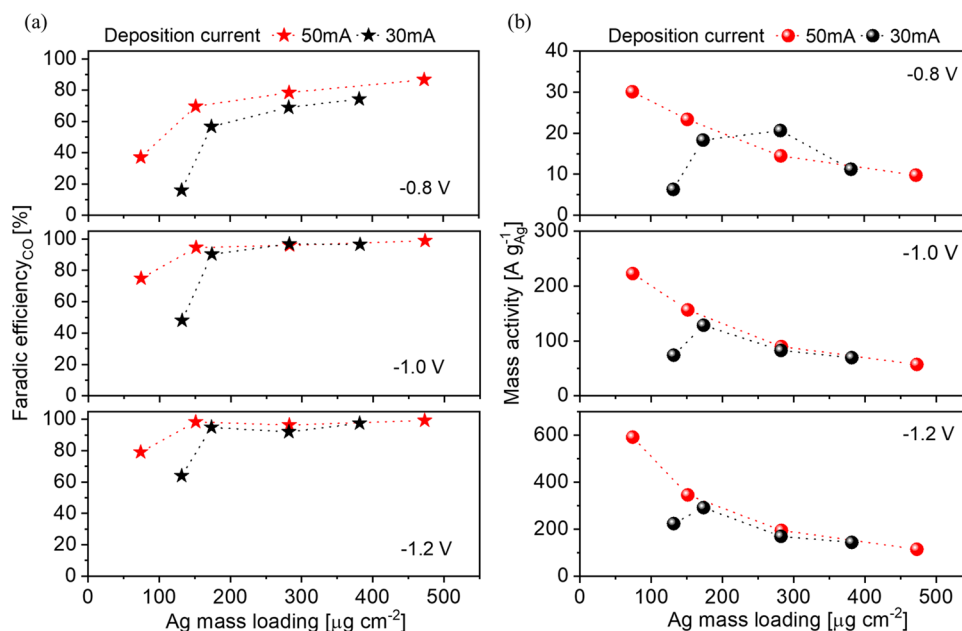 (a)
Deposition current ★ 50mA ★ 30mA
100
80
60
40
20
0
-0.8 V
100
80
60
40
20
0
-1.0 V
100
80
60
40
20
0
-1.2 V
0 100 200 300 400 500
Ag mass loading [μg cm⁻²]
Faradic efficiency_CO [%]
(b)
Deposition current 50mA 30mA
40
30
20
10
0
-0.8 V
300
200
100
0
-1.0 V
600
400
200
0
-1.2 V
0 100 200 300 400 500
Ag mass loading [μg cm⁻²]
Mass activity [A g⁻¹_Ag]